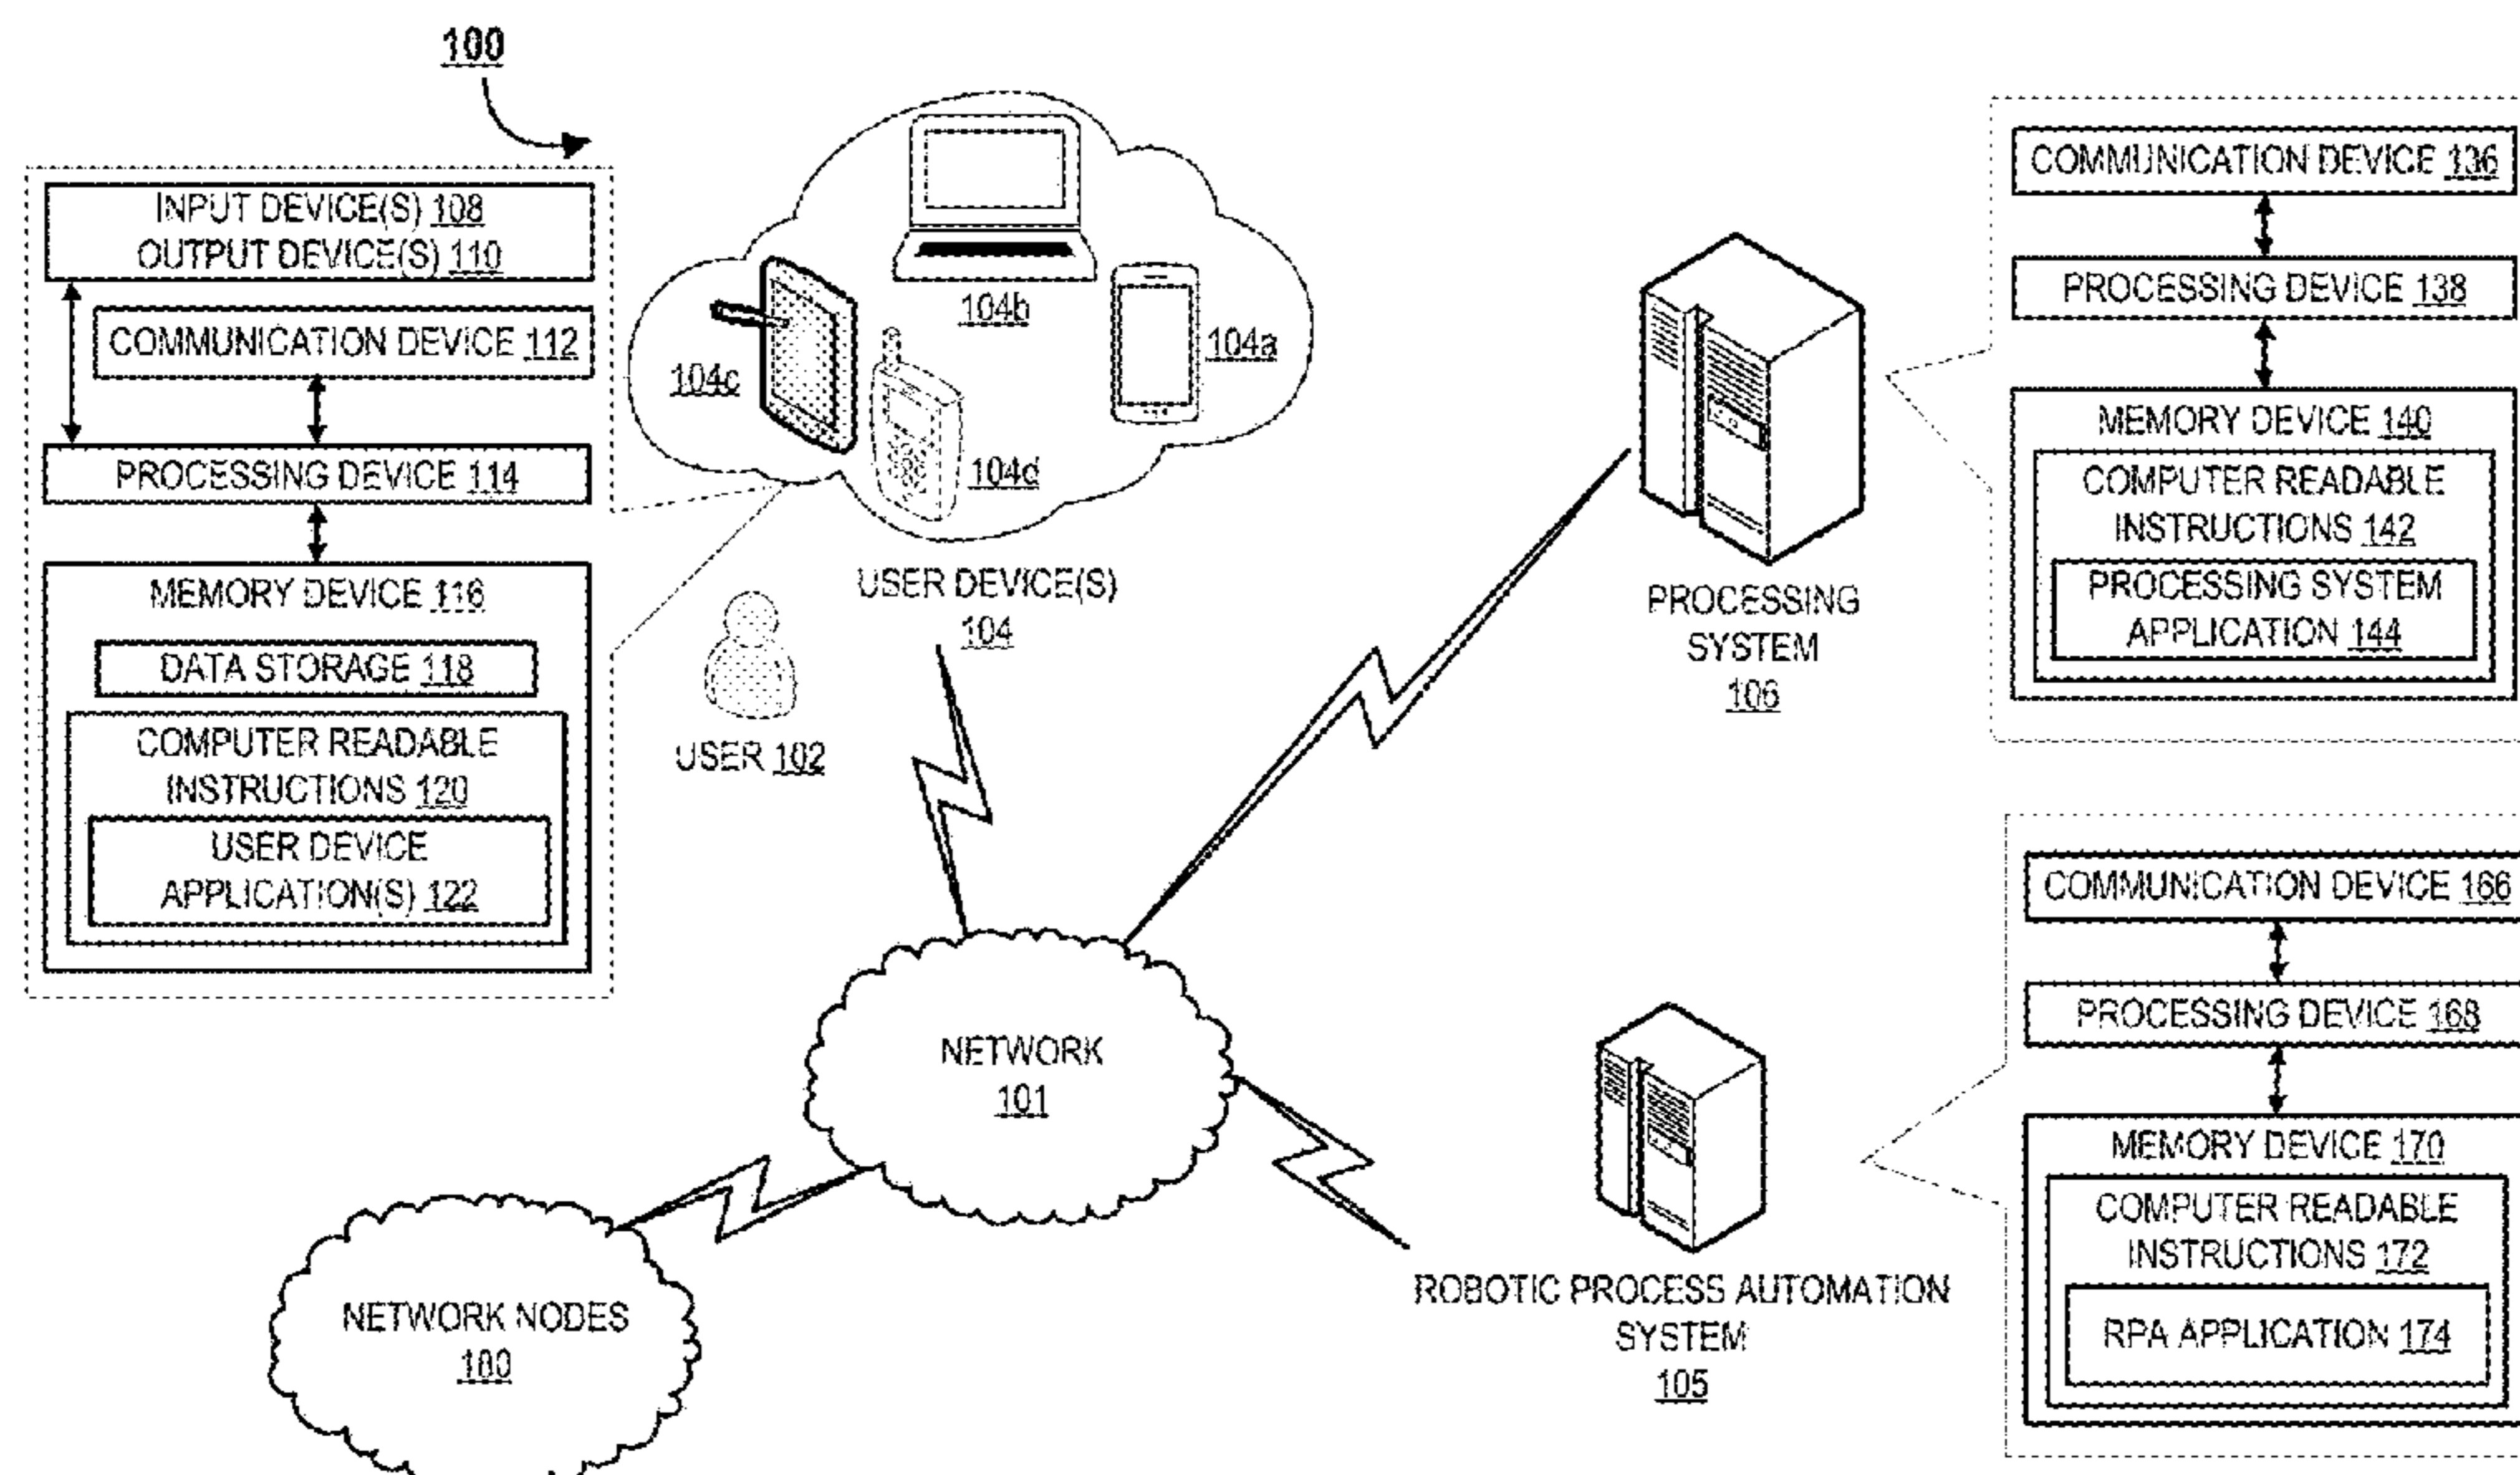 100
INPUT DEVICE(S) 108
OUTPUT DEVICE(S) 110
COMMUNICATION DEVICE 112
PROCESSING DEVICE 114
MEMORY DEVICE 116
DATA STORAGE 118
COMPUTER READABLE
INSTRUCTIONS 120
USER DEVICE
APPLICATION(S) 122
104b
104a
104c
104d
USER DEVICE(S)
104
USER 102
PROCESSING
SYSTEM
106
COMMUNICATION DEVICE 136
PROCESSING DEVICE 138
MEMORY DEVICE 140
COMPUTER READABLE
INSTRUCTIONS 142
PROCESSING SYSTEM
APPLICATION 144
NETWORK
101
NETWORK NODES
180
ROBOTIC PROCESS AUTOMATION
SYSTEM
105
COMMUNICATION DEVICE 166
PROCESSING DEVICE 168
MEMORY DEVICE 170
COMPUTER READABLE
INSTRUCTIONS 172
RPA APPLICATION 174